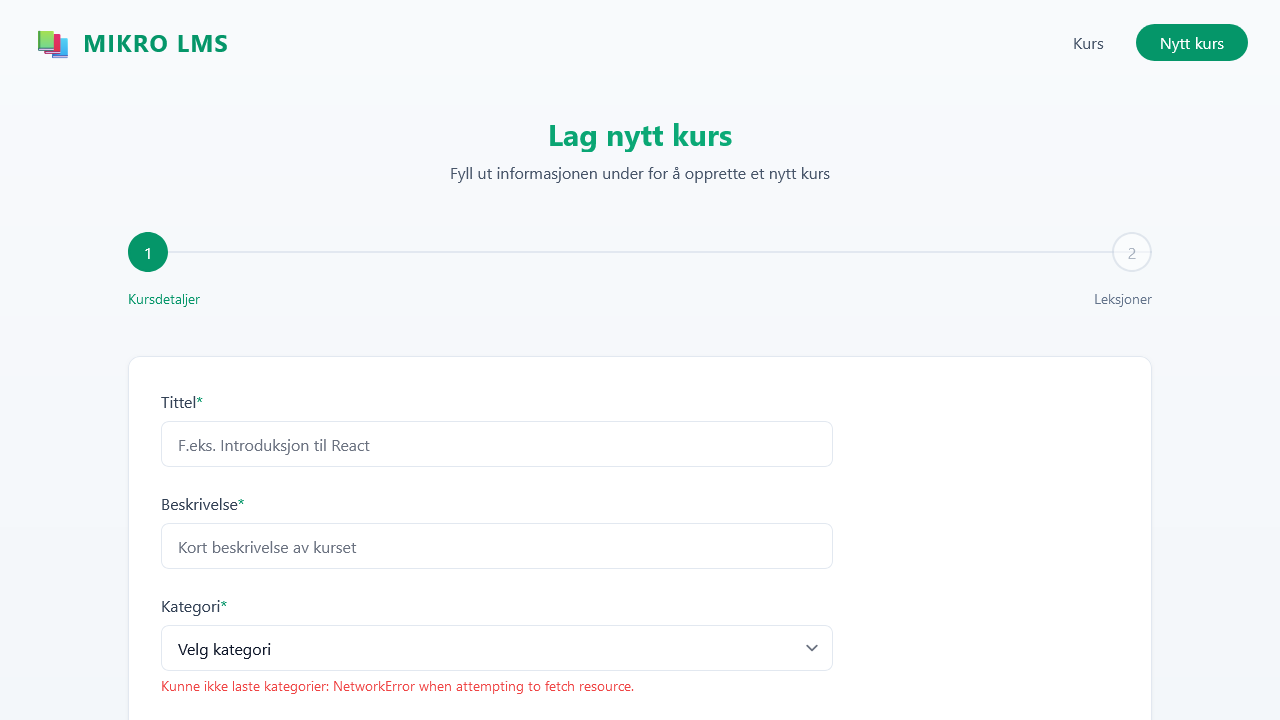 MIKRO LMS
Kurs
Nytt kurs
Lag nytt kurs
Fyll ut informasjonen under for å opprette et nytt kurs
1
2
Kursdetaljer
Leksjoner
Tittel*
F.eks. Introduksjon til React
Beskrivelse*
Kort beskrivelse av kurset
Kategori*
Velg kategori
Kunne ikke laste kategorier: NetworkError when attempting to fetch resource.